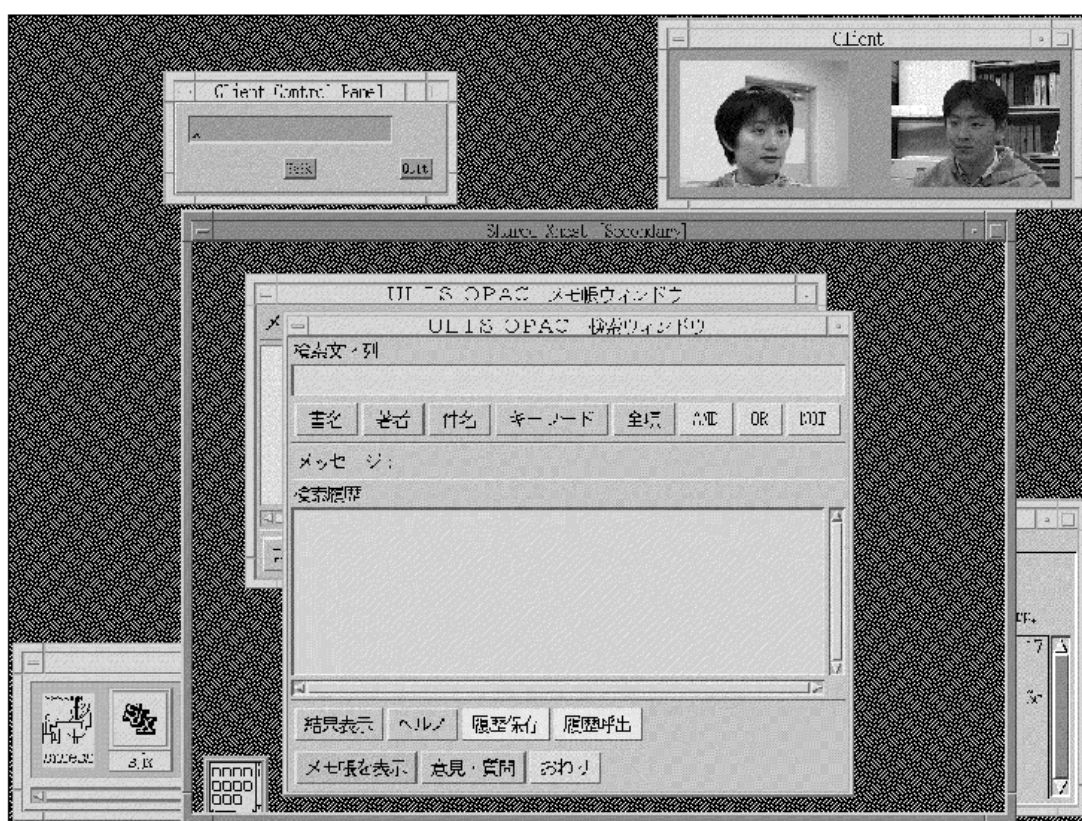 Client
Client Control Panel
Talk
Quit
Shared Xnest [Secondary]
ULIS OPAC メモ帳ウィンドウ
ULIS OPAC 検索ウィンドウ
検索文字列
書名 著者 件名 キーワード 全項 AND OR NOT
メッセージ:
検索履歴
結果表示 ヘルプ 履歴保存 履歴呼出
メモ帳を表示 意見・質問 おわり